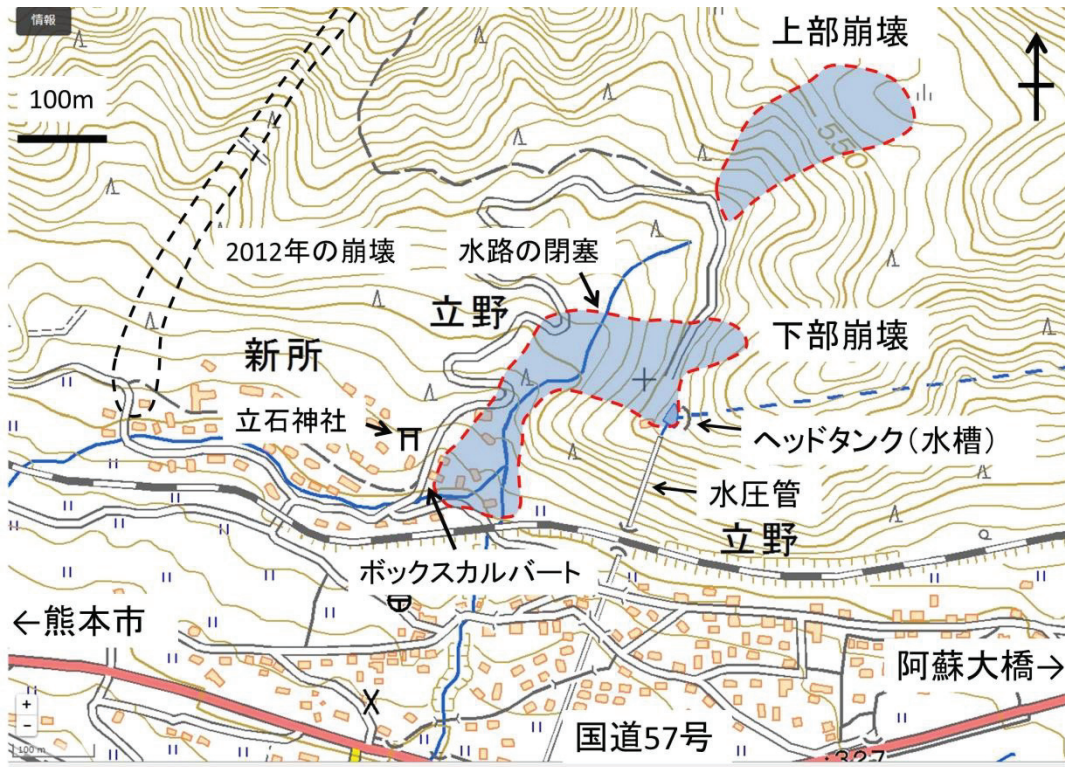 情報
上部崩壊
100m
550
2012年の崩壊
水路の閉塞
立野
下部崩壊
新所
立石神社
ヘッドタンク（水槽）
水圧管
立野
ボックスカルバート
←熊本市
阿蘇大橋→
+
−
100 m
国道57号
327